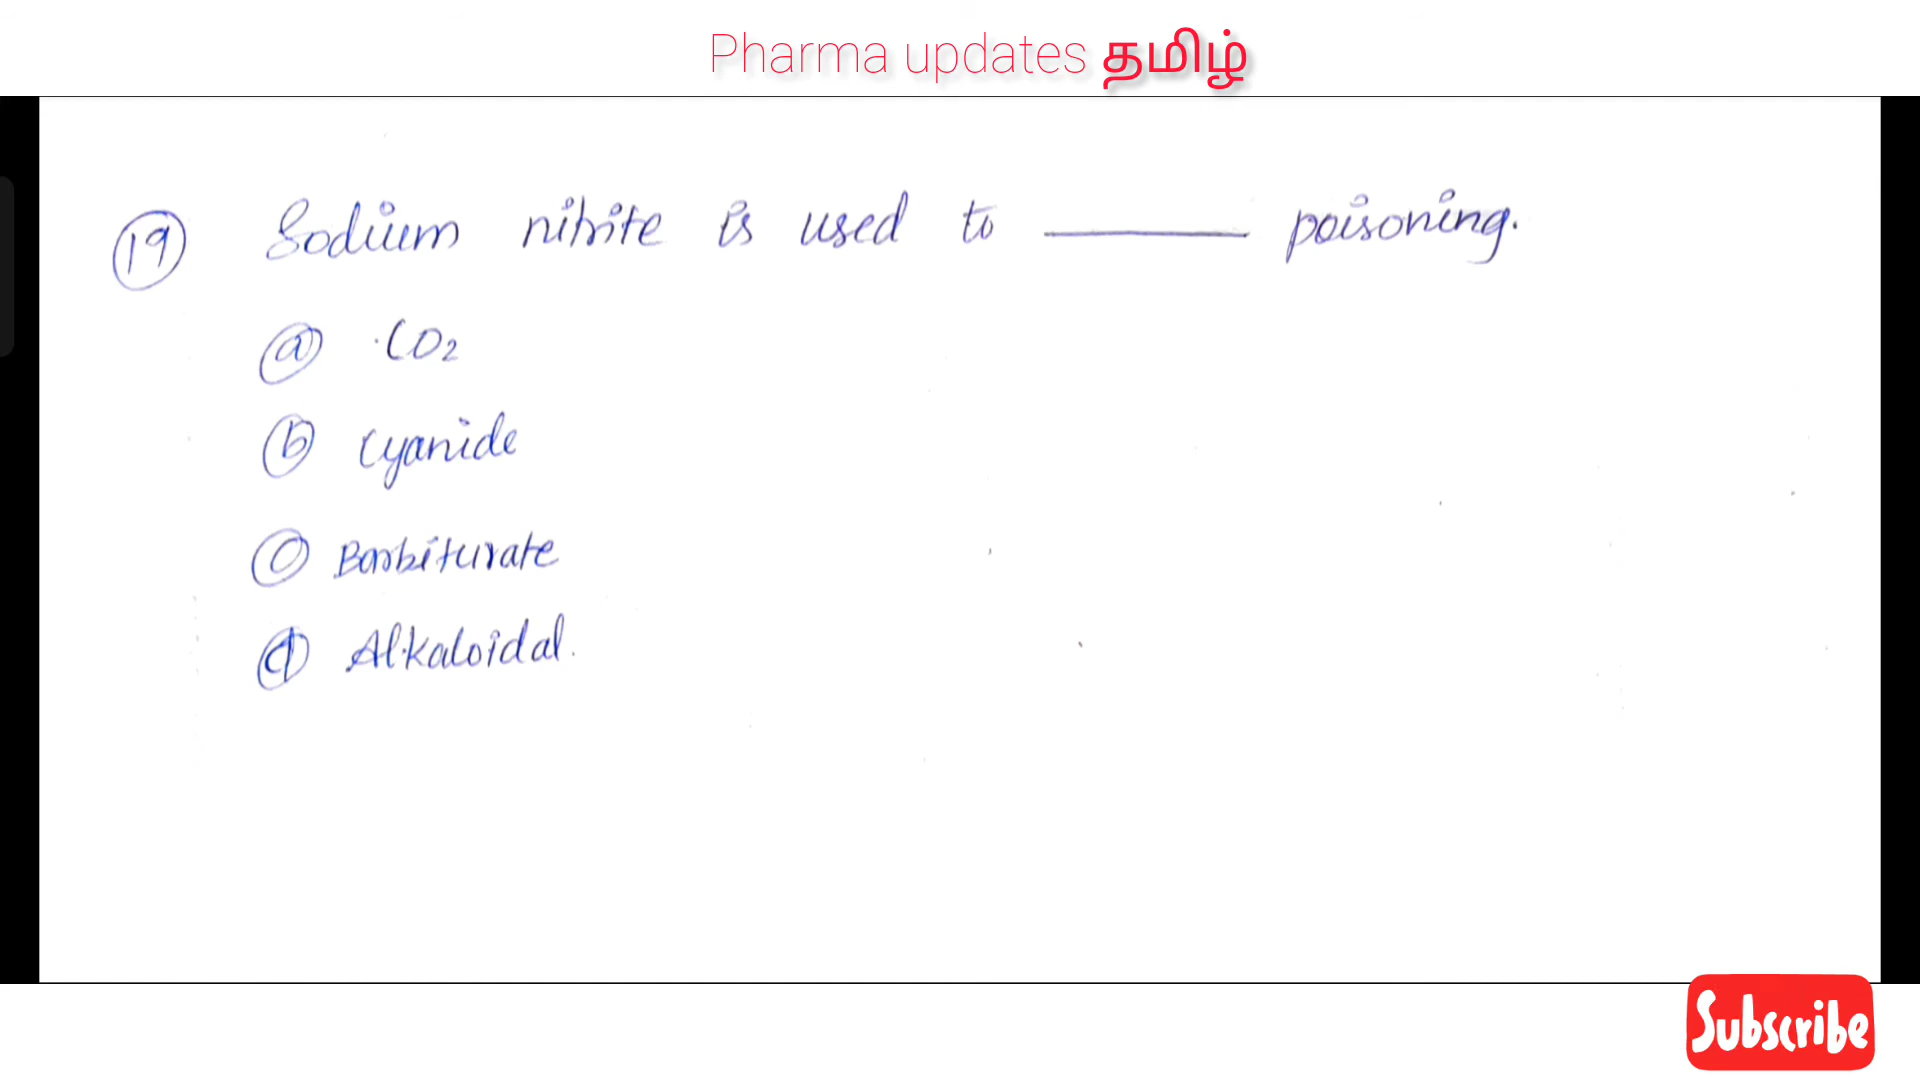 Pharma updates தமிழ்
19 Sodium nitrite is used to ______ poisoning.
a CO2
b Cyanide
c Barbiturate
d Alkaloidal.
Subscribe